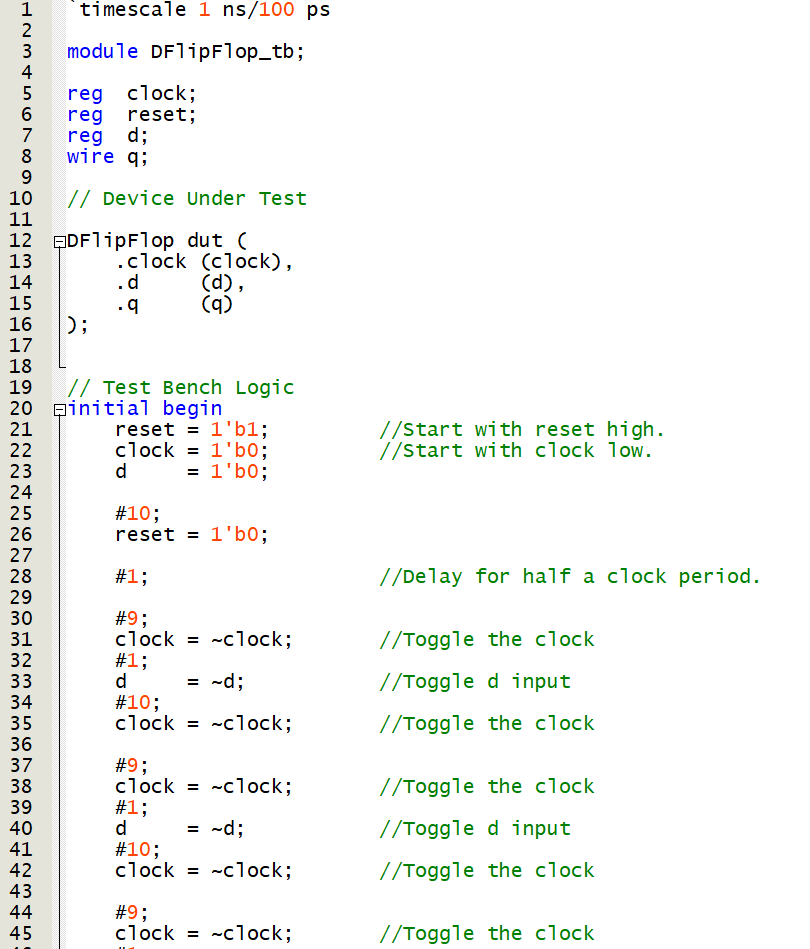 1 `timescale 1 ns/100 ps
2
3 module DFlipFlop_tb;
4
5 reg  clock;
6 reg  reset;
7 reg  d;
8 wire q;
9
10 // Device Under Test
11
12 DFlipFlop dut (
13     .clock (clock),
14     .d     (d),
15     .q     (q)
16 );
17
18
19 // Test Bench Logic
20 initial begin
21     reset = 1'b1;         //Start with reset high.
22     clock = 1'b0;         //Start with clock low.
23     d     = 1'b0;
24
25     #10;
26     reset = 1'b0;
27
28     #1;                   //Delay for half a clock period.
29
30     #9;
31     clock = ~clock;       //Toggle the clock
32     #1;
33     d     = ~d;           //Toggle d input
34     #10;
35     clock = ~clock;       //Toggle the clock
36
37     #9;
38     clock = ~clock;       //Toggle the clock
39     #1;
40     d     = ~d;           //Toggle d input
41     #10;
42     clock = ~clock;       //Toggle the clock
43
44     #9;
45     clock = ~clock;       //Toggle the clock